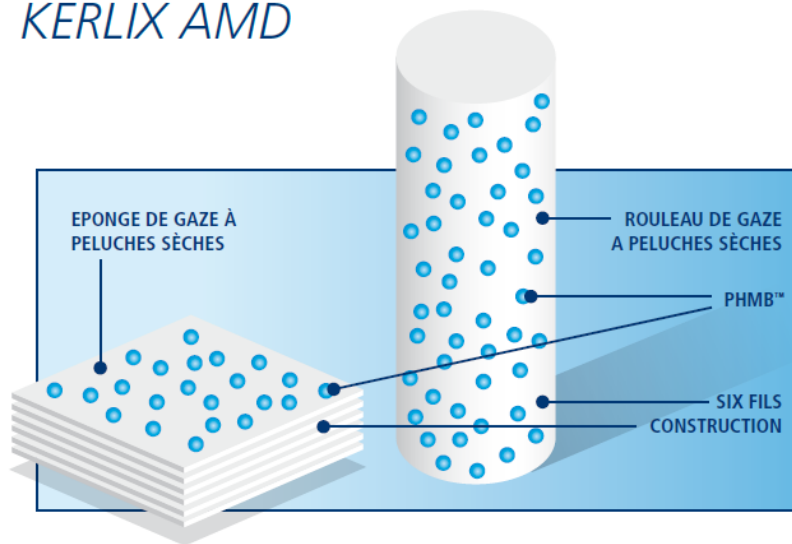 KERLIX AMD
EPONGE DE GAZE À
PELUCHES SÈCHES
ROULEAU DE GAZE
A PELUCHES SÈCHES
PHMB™
SIX FILS
CONSTRUCTION